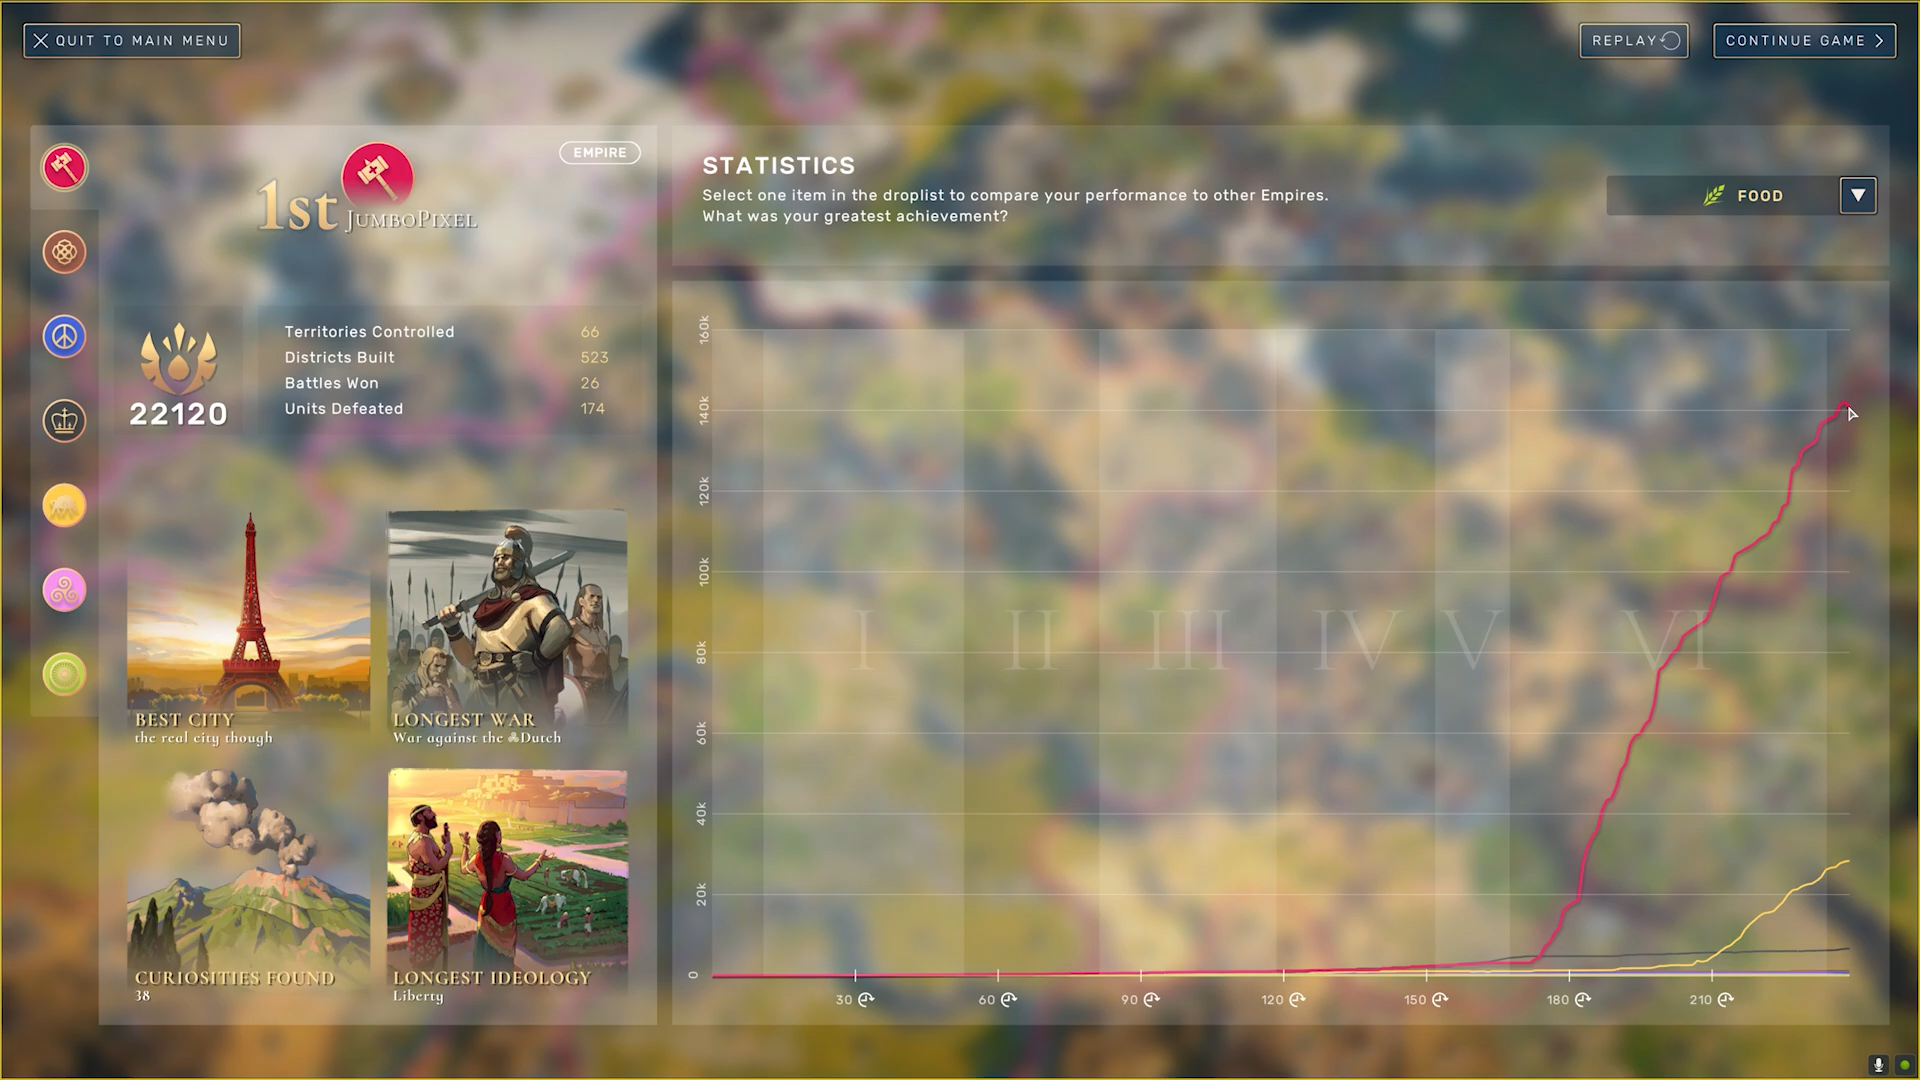 QUIT TO MAIN MENU
REPLAY
CONTINUE GAME
EMPIRE
1st JUMBOPIXEL
22120
Territories Controlled 66
Districts Built 523
Battles Won 26
Units Defeated 174
BEST CITY
the real city though
LONGEST WAR
War against the Dutch
CURIOSITIES FOUND
38
LONGEST IDEOLOGY
Liberty
STATISTICS
Select one item in the droplist to compare your performance to other Empires.
What was your greatest achievement?
FOOD
160k
140k
120k
100k
80k
60k
40k
20k
0
I II III IV V VI
30 60 90 120 150 180 210